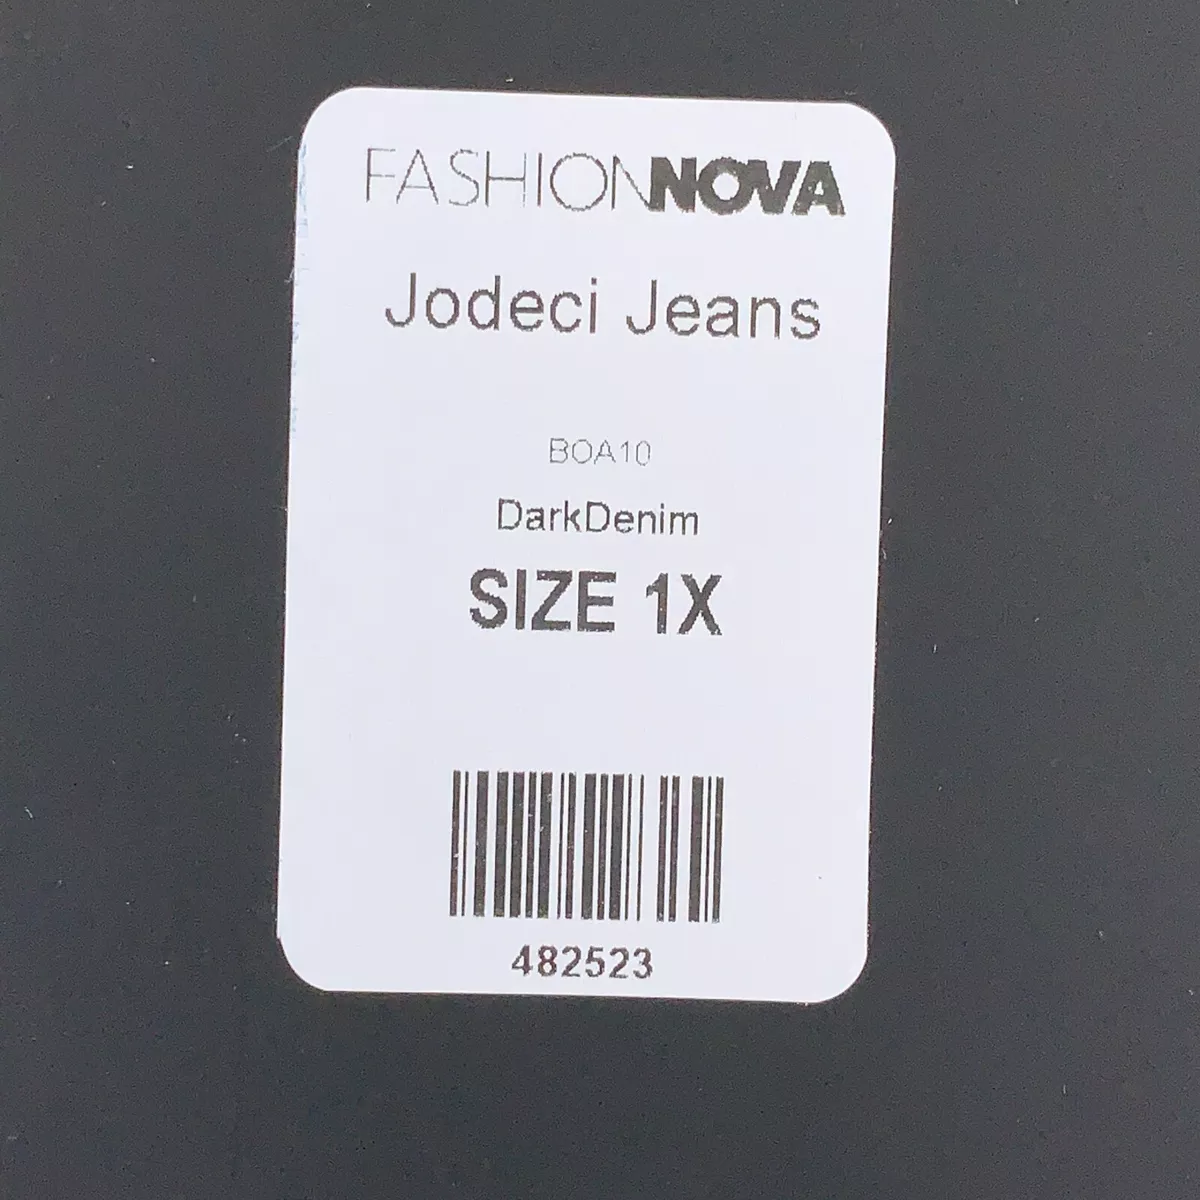 FASHIONNOVA
Jodeci Jeans
BOA10
DarkDenim
SIZE 1X
482523